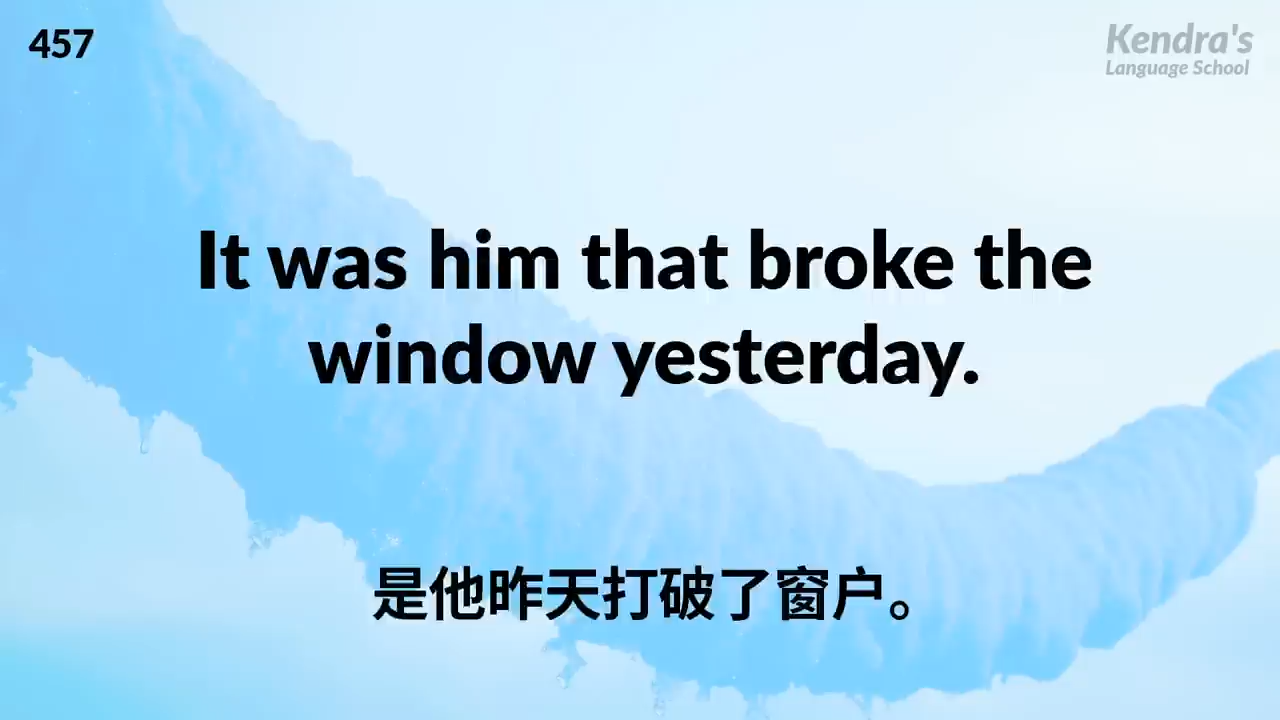 457
Kendra's
Language School
It was him that broke the
window yesterday.
是他昨天打破了窗户。